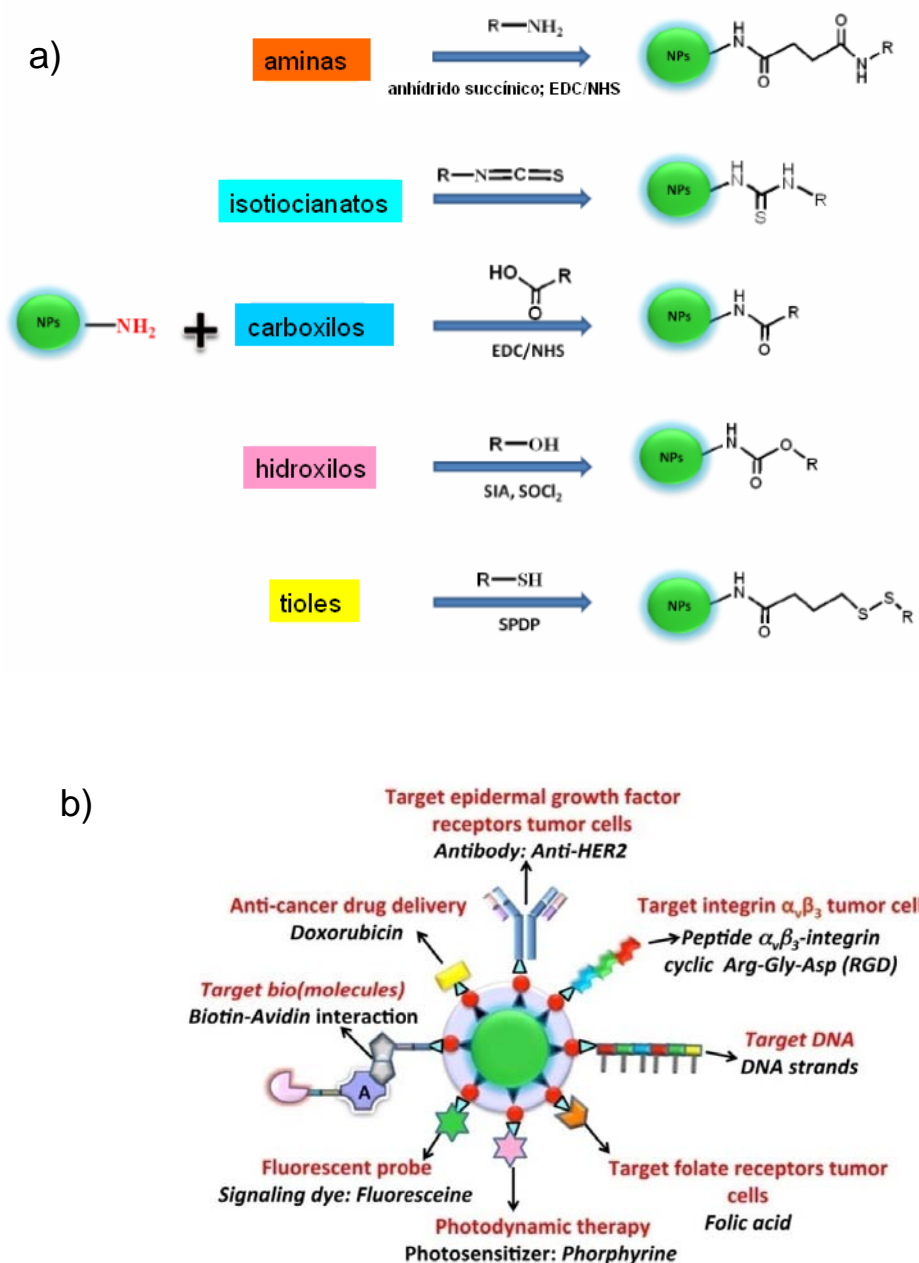 a)
aminas
R—NH₂
anhídrido succínico; EDC/NHS
NPs
H
N
O
O
N
H
R
isotiocianatos
R—N=C=S
NPs
H
N
S
H
N
R
NPs
—NH₂
+
carboxilos
HO
R
O
EDC/NHS
NPs
H
N
O
R
hidroxilos
R—OH
SIA, SOCl₂
NPs
H
N
O
O
R
tioles
R—SH
SPDP
NPs
H
N
O
S
S
R
b)
Target epidermal growth factor
receptors tumor cells
Antibody: Anti-HER2
Anti-cancer drug delivery
Doxorubicin
Target integrin αᵥβ₃ tumor cel
Peptide αᵥβ₃-integrin
cyclic Arg-Gly-Asp (RGD)
Target bio(molecules)
Biotin-Avidin interaction
A
Target DNA
DNA strands
Fluorescent probe
Signaling dye: Fluoresceine
Target folate receptors tumor
cells
Folic acid
Photodynamic therapy
Photosensitizer: Phorphyrine